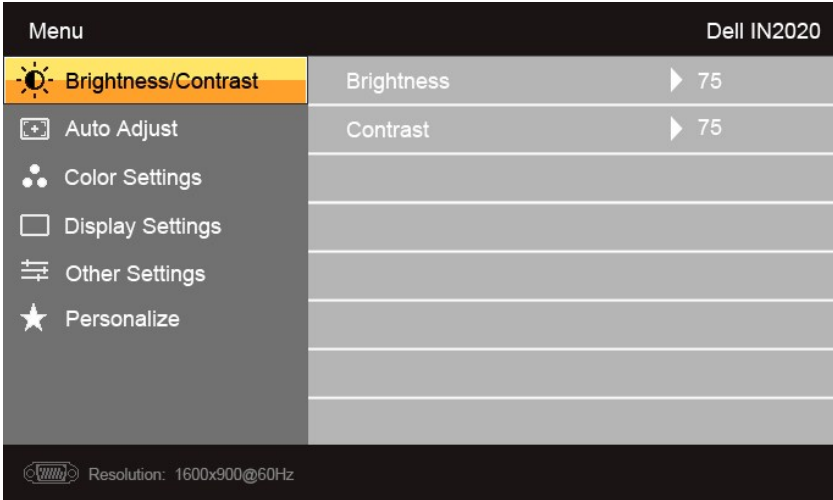 Menu Dell IN2020
Brightness/Contrast Brightness 75
Auto Adjust Contrast 75
Color Settings
Display Settings
Other Settings
Personalize
Resolution: 1600x900@60Hz